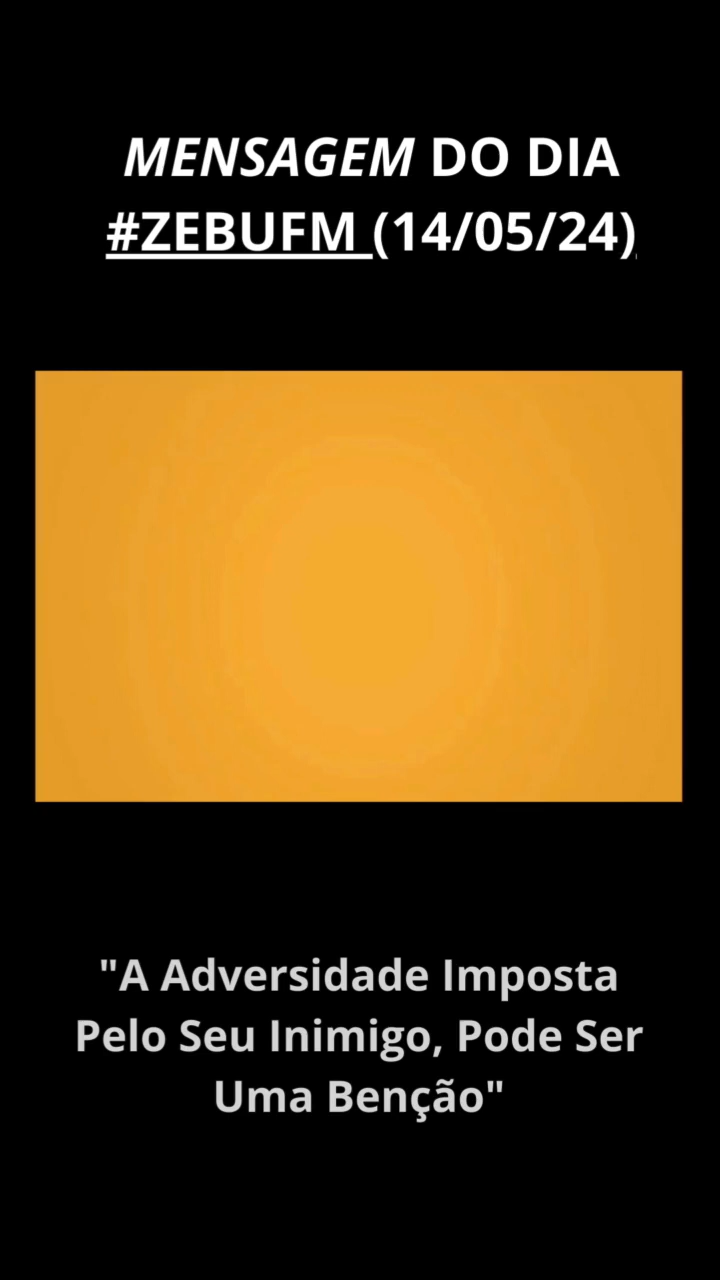 MENSAGEM DO DIA
#ZEBUFM (14/05/24)
"A Adversidade Imposta
Pelo Seu Inimigo, Pode Ser
Uma Benção"